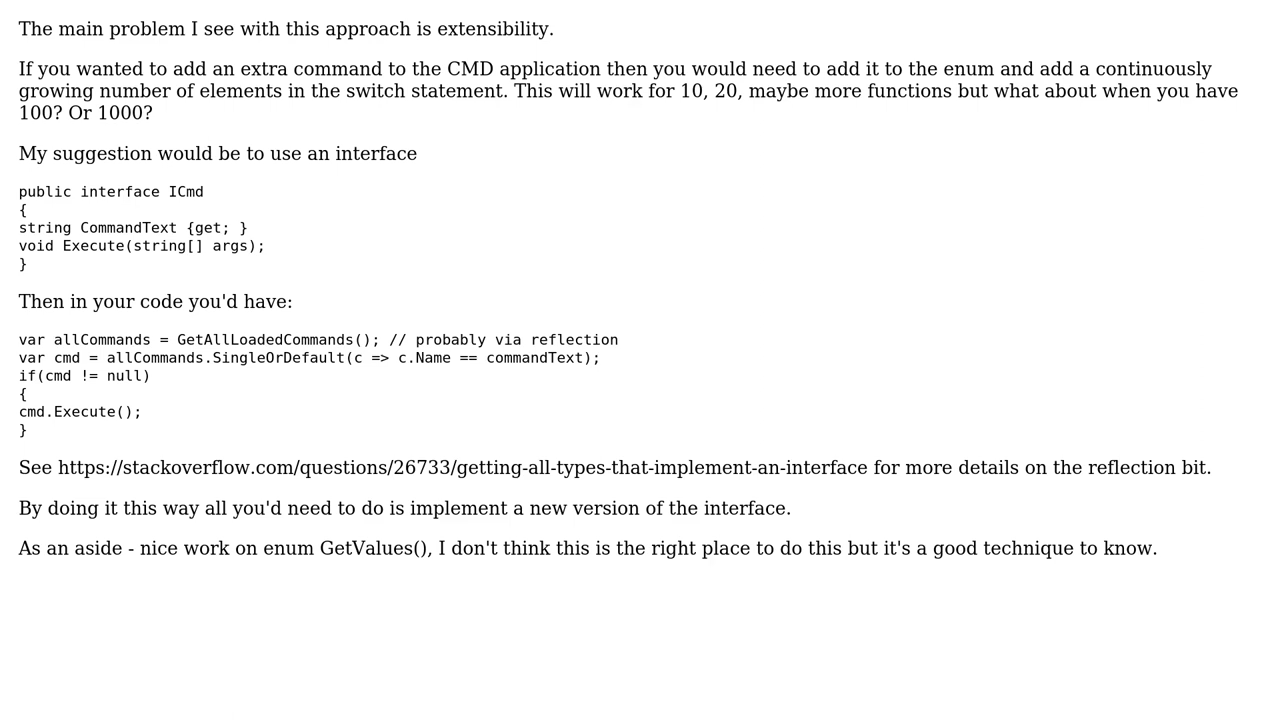 The main problem I see with this approach is extensibility.
If you wanted to add an extra command to the CMD application then you would need to add it to the enum and add a continuously
growing number of elements in the switch statement. This will work for 10, 20, maybe more functions but what about when you have
100? Or 1000?
My suggestion would be to use an interface
public interface ICmd
{
string CommandText {get; }
void Execute(string[] args);
}
Then in your code you'd have:
var allCommands = GetAllLoadedCommands(); // probably via reflection
var cmd = allCommands.SingleOrDefault(c => c.Name == commandText);
if(cmd != null)
{
cmd.Execute();
}
See https://stackoverflow.com/questions/26733/getting-all-types-that-implement-an-interface for more details on the reflection bit.
By doing it this way all you'd need to do is implement a new version of the interface.
As an aside - nice work on enum GetValues(), I don't think this is the right place to do this but it's a good technique to know.